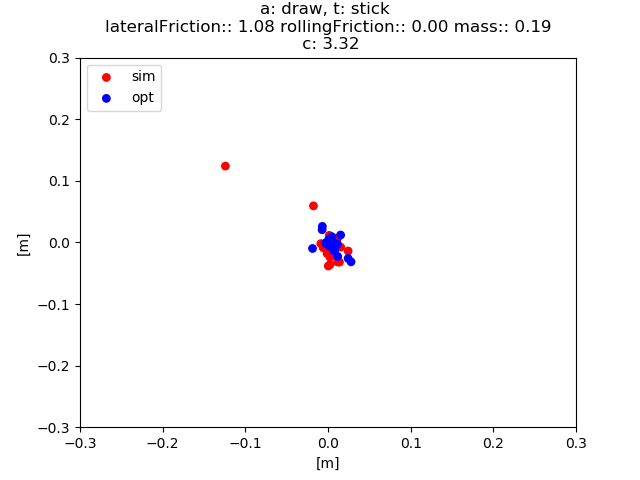 a: draw, t: stick
lateralFriction:: 1.08 rollingFriction:: 0.00 mass:: 0.19
c: 3.32
sim
opt
0.3
0.2
0.1
0.0
−0.1
−0.2
−0.3
[m]
−0.3 −0.2 −0.1 0.0 0.1 0.2 0.3
[m]